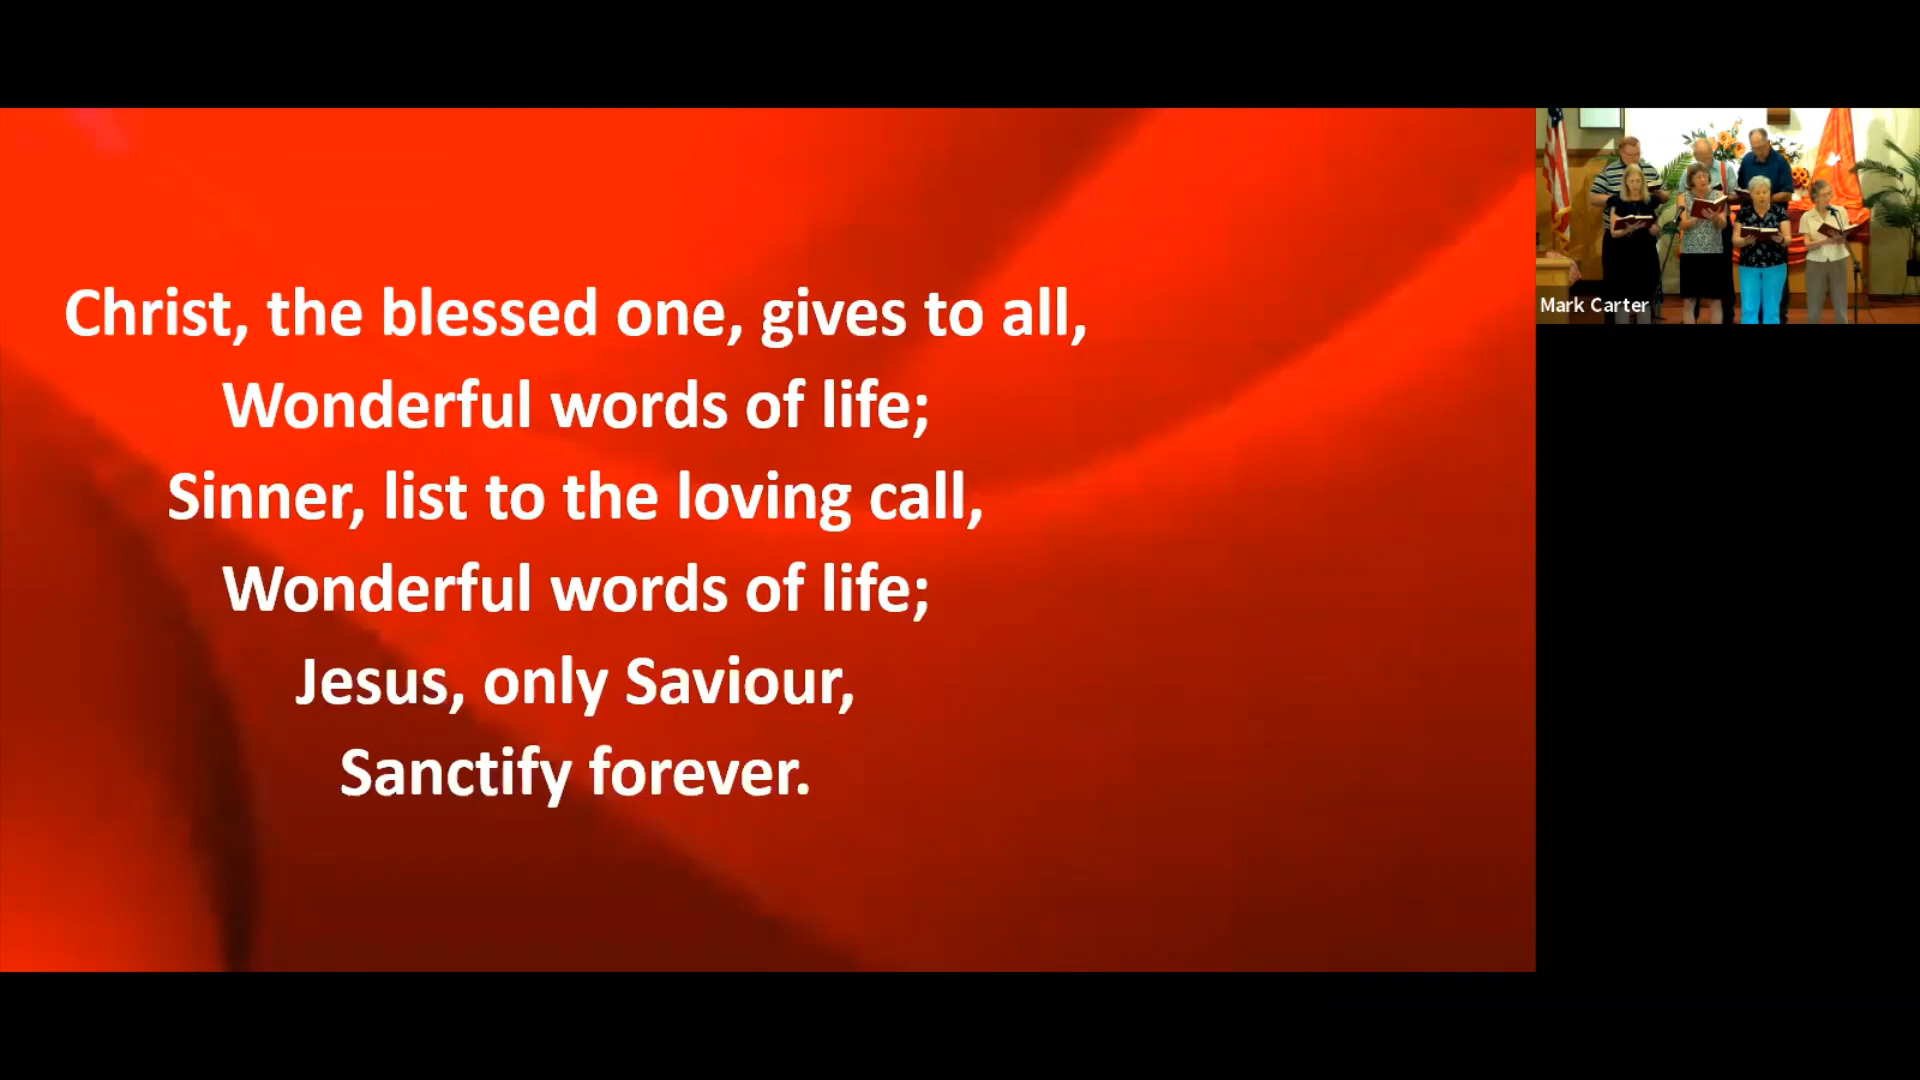 Christ, the blessed one, gives to all,
Wonderful words of life;
Sinner, list to the loving call,
Wonderful words of life;
Jesus, only Saviour,
Sanctify forever.
Mark Carter